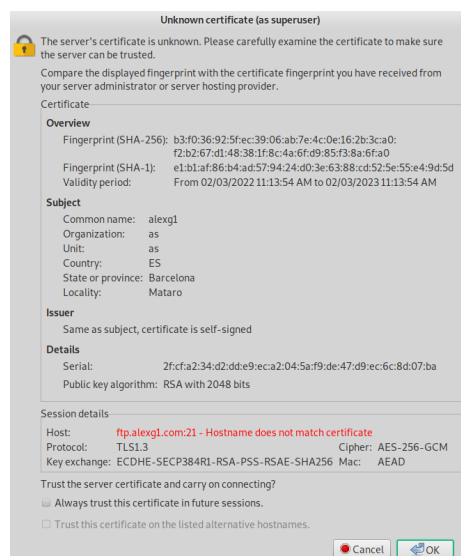 Unknown certificate (as superuser)
The server's certificate is unknown. Please carefully examine the certificate to make sure
the server can be trusted.
Compare the displayed fingerprint with the certificate fingerprint you have received from
your server administrator or server hosting provider.
Certificate
Overview
Fingerprint (SHA-256): b3:f0:36:92:5f:ec:39:06:ab:7e:4c:0e:16:2b:3c:a0:
f2:b2:67:d1:48:38:1f:8c:4a:6f:d9:85:f3:8a:6f:a0
Fingerprint (SHA-1): e1:b1:af:86:b4:ad:57:94:24:d0:3e:63:88:cd:52:5e:55:e4:9d:5d
Validity period: From 02/03/2022 11:13:54 AM to 02/03/2023 11:13:54 AM
Subject
Common name: alexg1
Organization: as
Unit: as
Country: ES
State or province: Barcelona
Locality: Mataro
Issuer
Same as subject, certificate is self-signed
Details
Serial: 2f:cf:a2:34:d2:dd:e9:ec:a2:04:5a:f9:de:47:d9:ec:6c:8d:07:ba
Public key algorithm: RSA with 2048 bits
Session details
Host: ftp.alexg1.com:21 - Hostname does not match certificate
Protocol: TLS1.3 Cipher: AES-256-GCM
Key exchange: ECDHE-SECP384R1-RSA-PSS-RSAE-SHA256 Mac: AEAD
Trust the server certificate and carry on connecting?
Always trust this certificate in future sessions.
Trust this certificate on the listed alternative hostnames.
Cancel OK